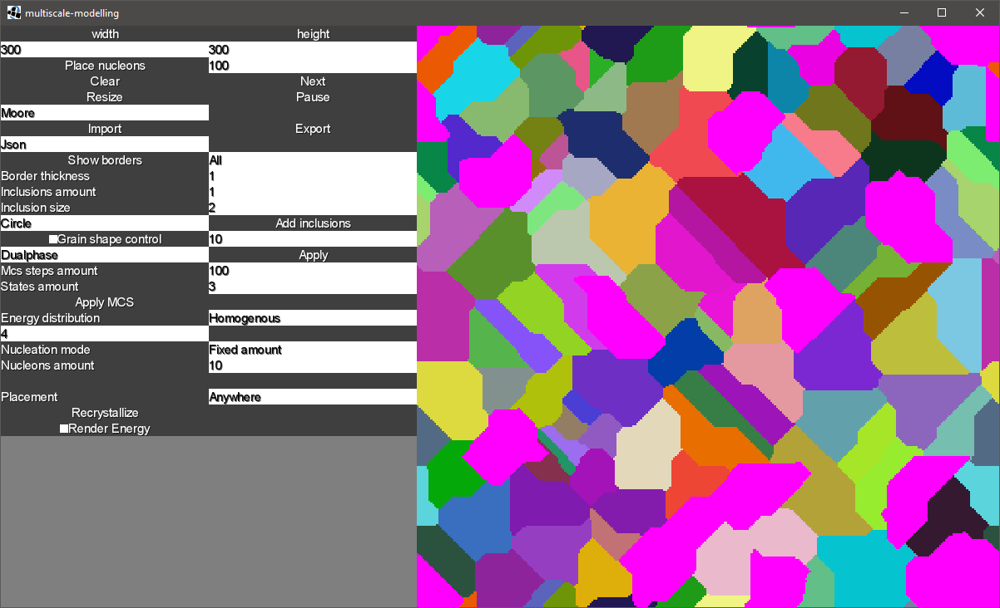 multiscale-modelling
width height
300 300
Place nucleons 100
Clear Next
Resize Pause
Moore
Import Export
Json
Show borders All
Border thickness 1
Inclusions amount 1
Inclusion size 2
Circle Add inclusions
Grain shape control 10
Dualphase Apply
Mcs steps amount 100
States amount 3
Apply MCS
Energy distribution Homogenous
4
Nucleation mode Fixed amount
Nucleons amount 10
Placement Anywhere
Recrystallize
Render Energy